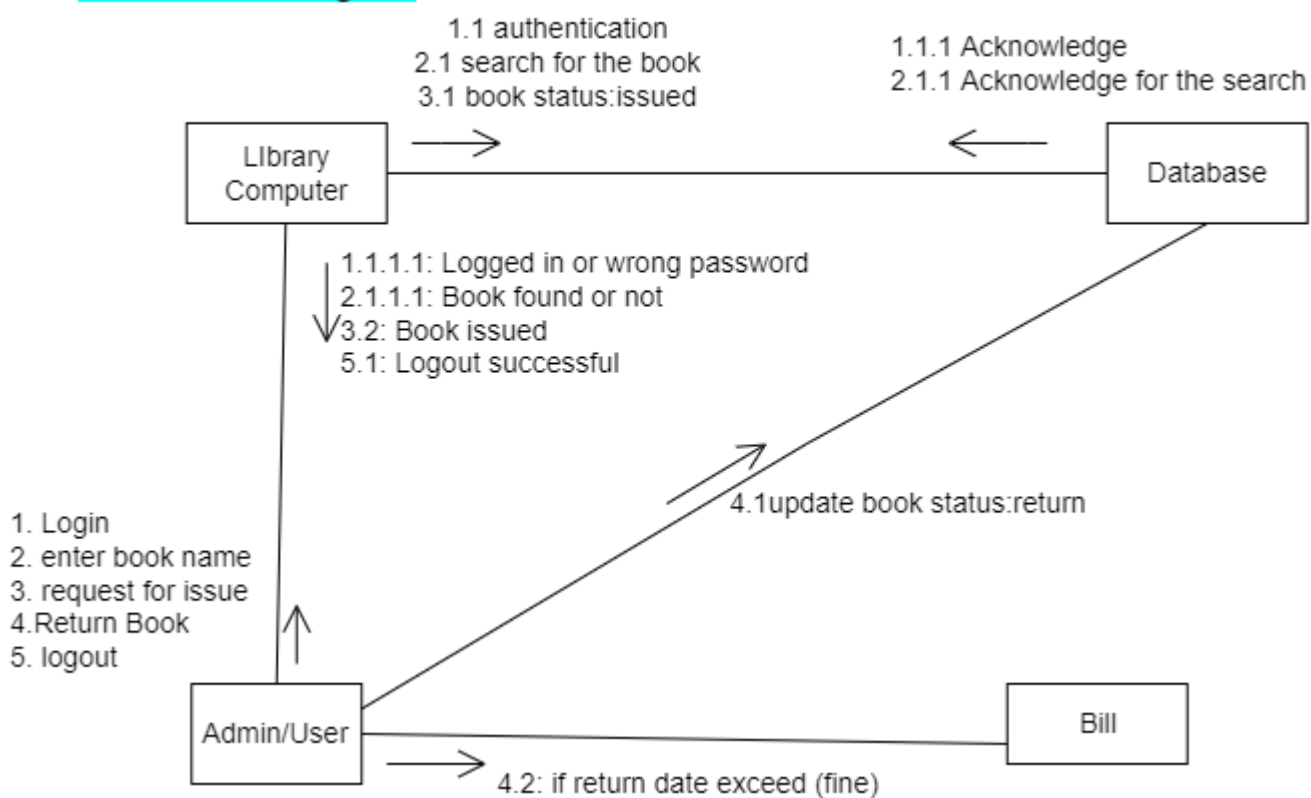 1.1 authentication
2.1 search for the book
3.1 book status:issued
1.1.1 Acknowledge
2.1.1 Acknowledge for the search
LIbrary
Computer
Database
1.1.1.1: Logged in or wrong password
2.1.1.1: Book found or not
3.2: Book issued
5.1: Logout successful
4.1update book status:return
1. Login
2. enter book name
3. request for issue
4.Return Book
5. logout
Admin/User
Bill
4.2: if return date exceed (fine)